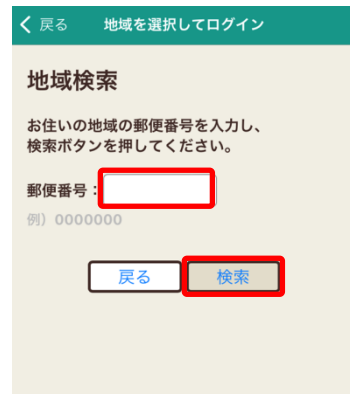 戻る 地域を選択してログイン
地域検索
お住いの地域の郵便番号を入力し、
検索ボタンを押してください。
郵便番号：
例）0000000
戻る 検索